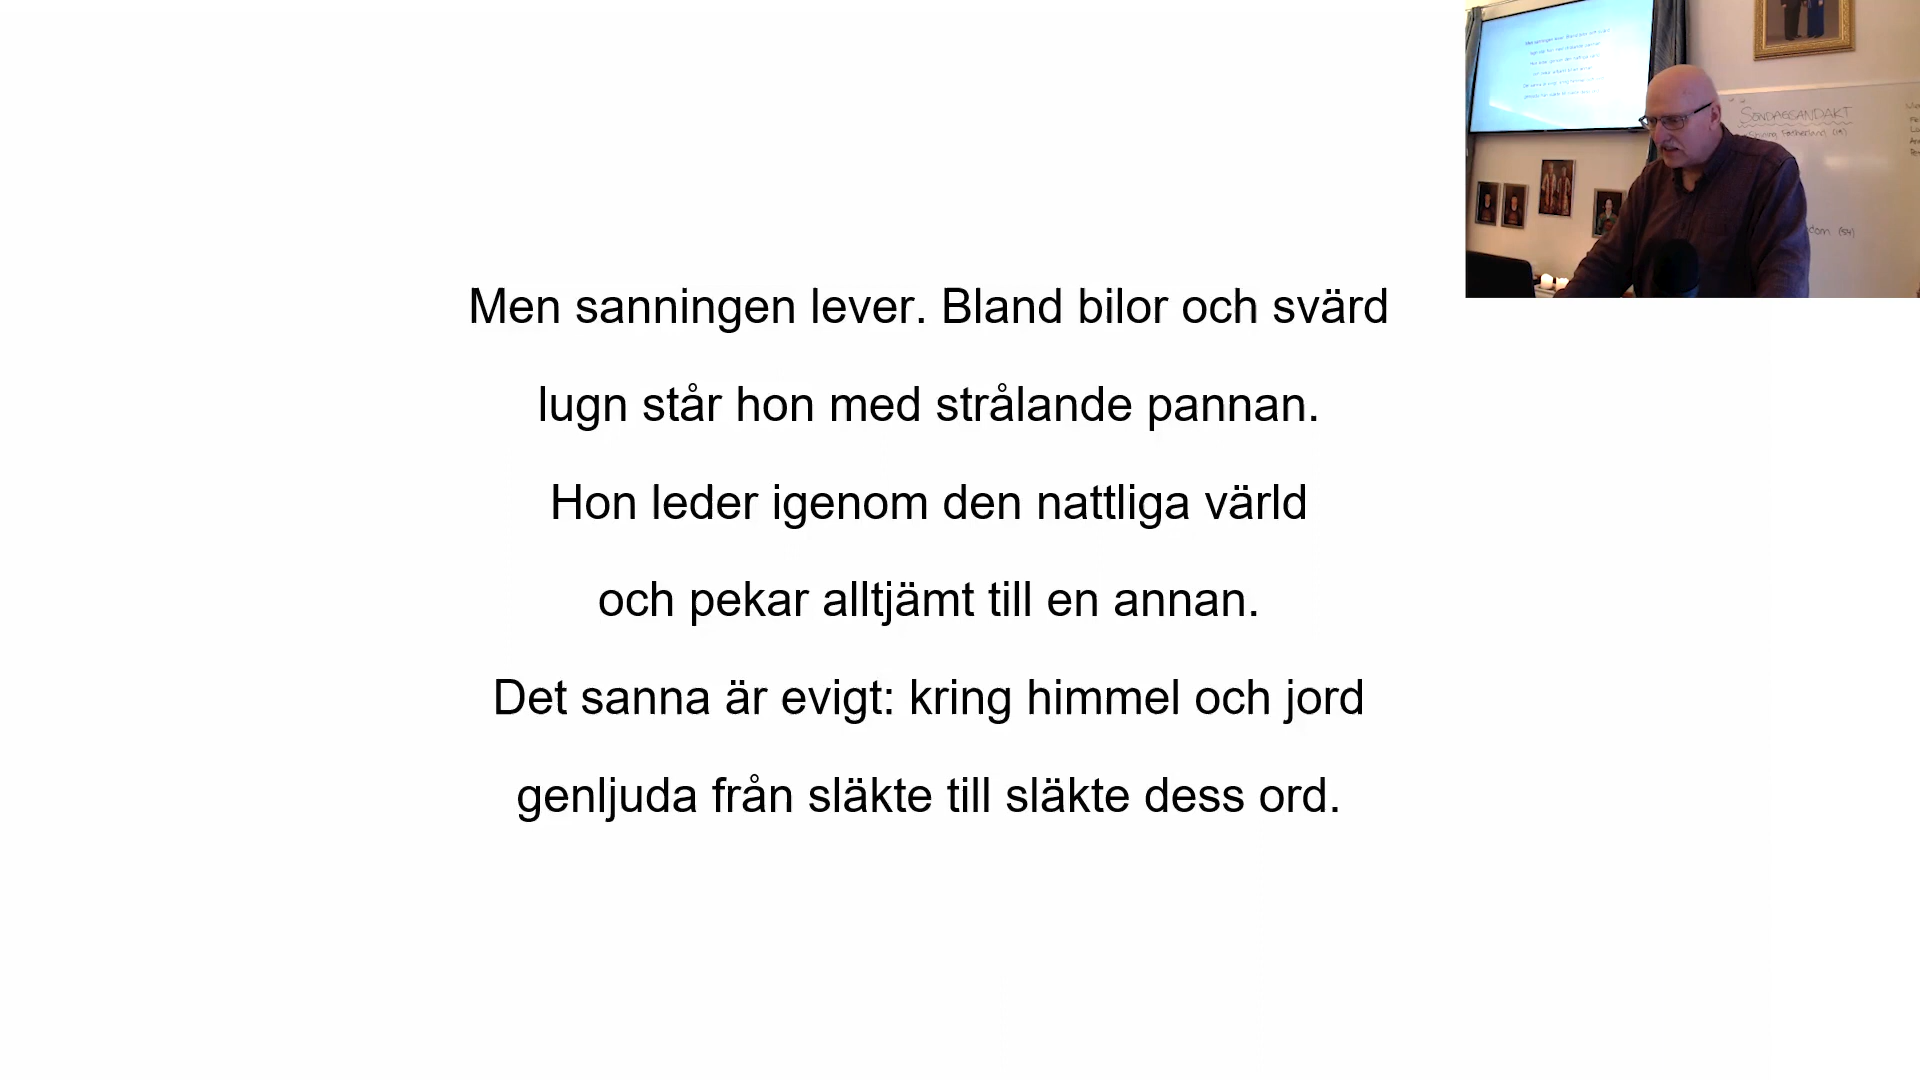 Men sanningen lever. Bland bilor och svärd
lugn står hon med strålande pannan.
Hon leder igenom den nattliga värld
och pekar alltjämt till en annan.
Det sanna är evigt: kring himmel och jord
genljuda från släkte till släkte dess ord.
SÖNDAGSANDAKT